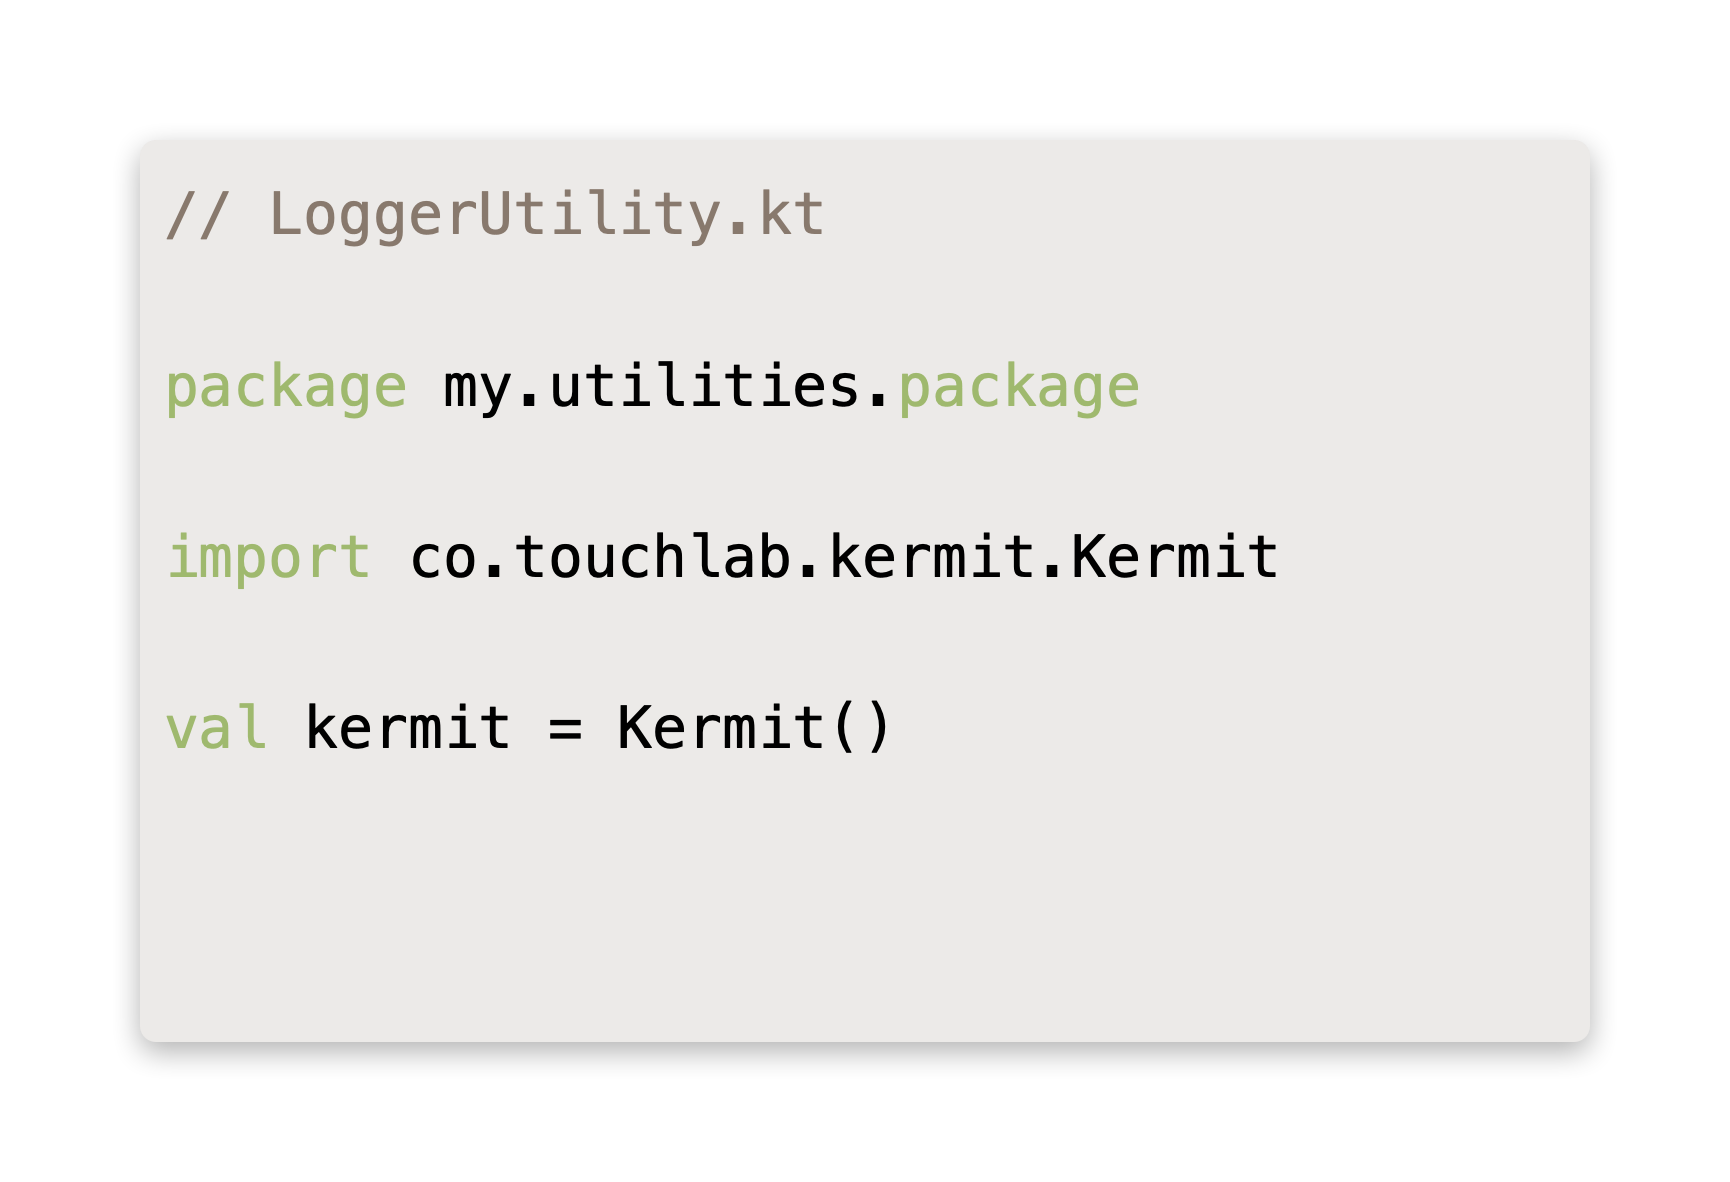 // LoggerUtility.kt
package my.utilities.package
import co.touchlab.kermit.Kermit
val kermit = Kermit()